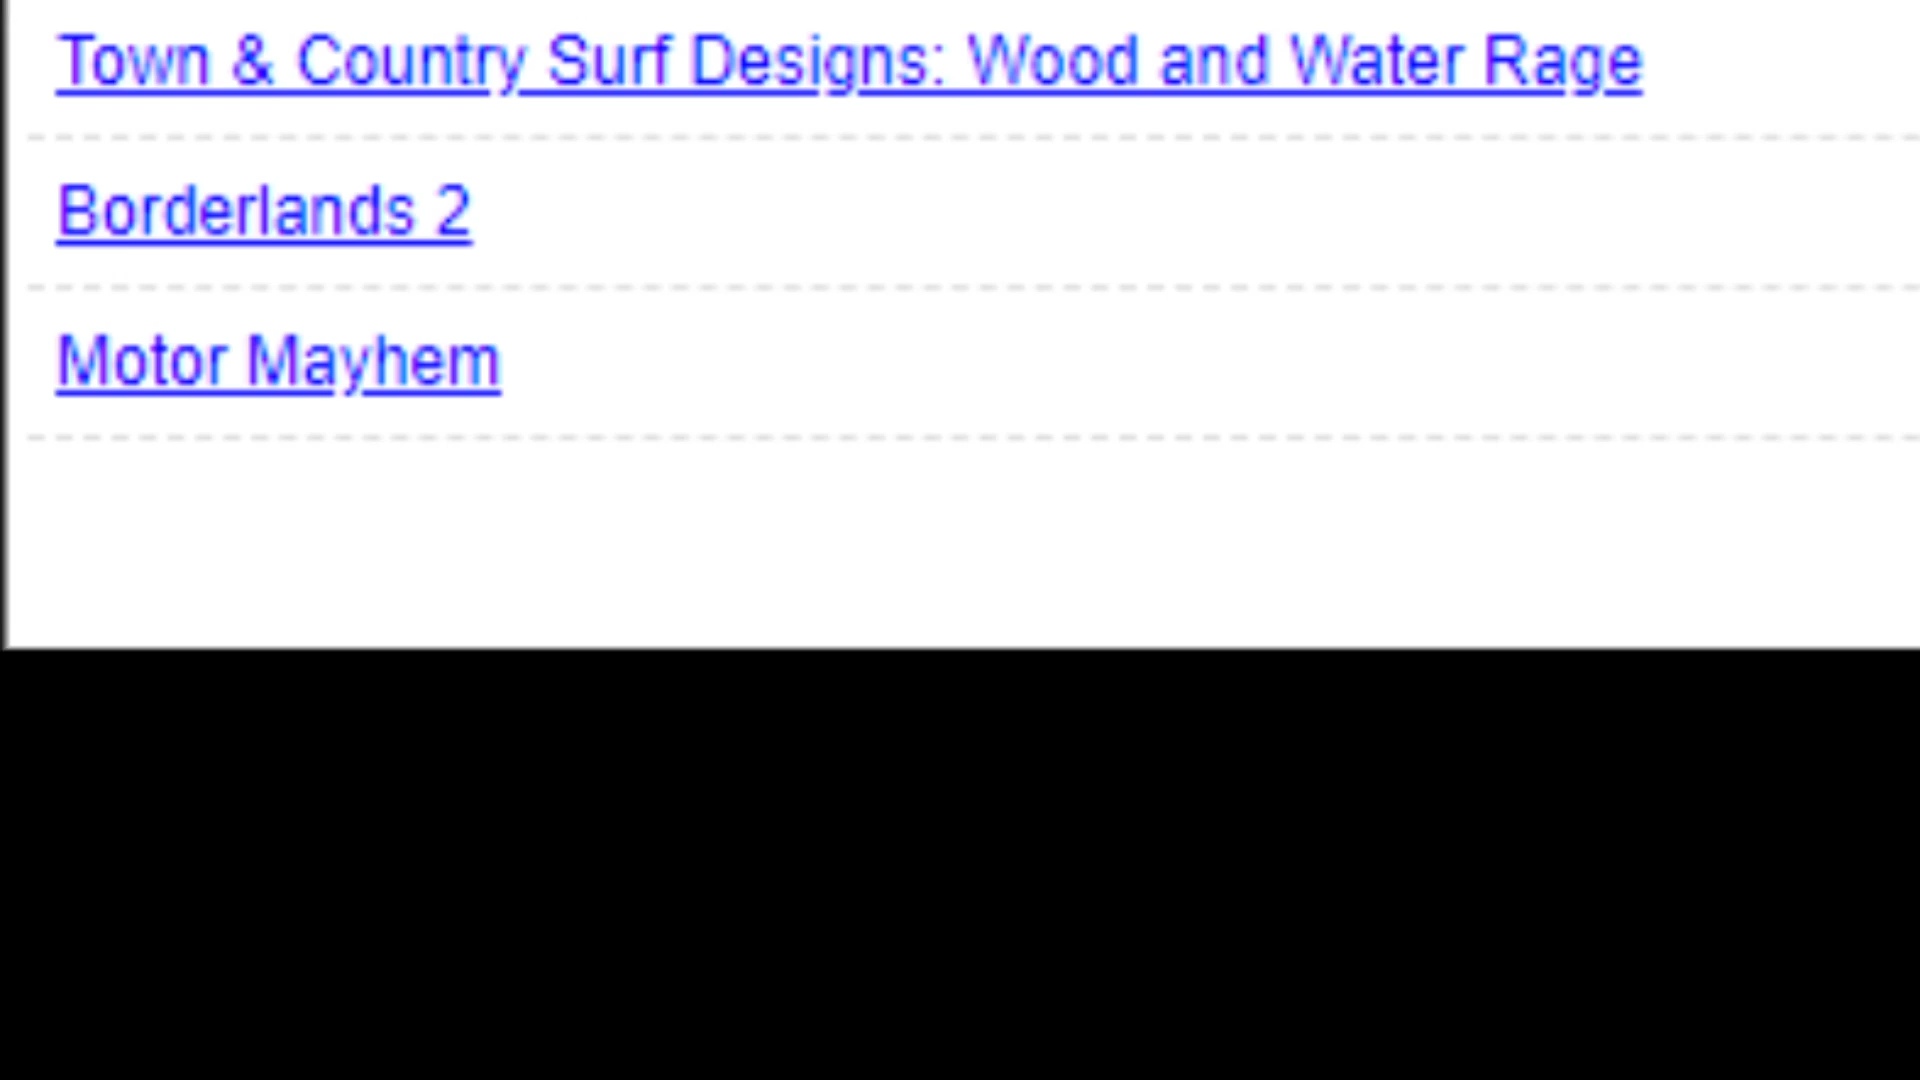 Town & Country Surf Designs: Wood and Water Rage
Borderlands 2
Motor Mayhem